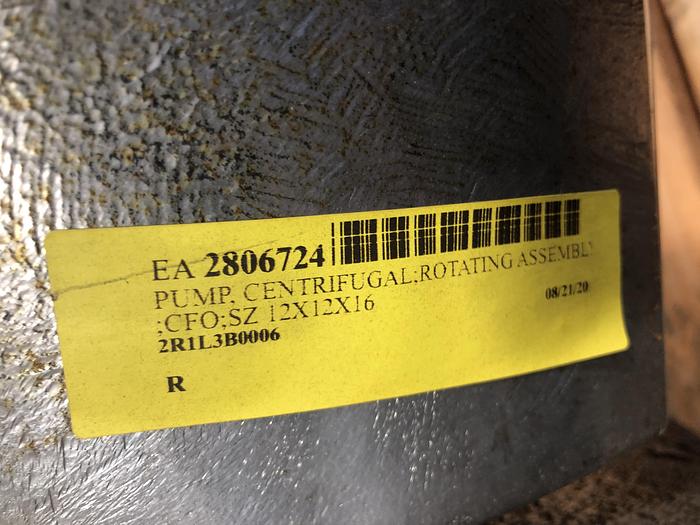 EA 2806724
PUMP, CENTRIFUGAL;ROTATING ASSEMBLY
;CFO;SZ 12X12X16
08/21/20
2R1L3B0006
R